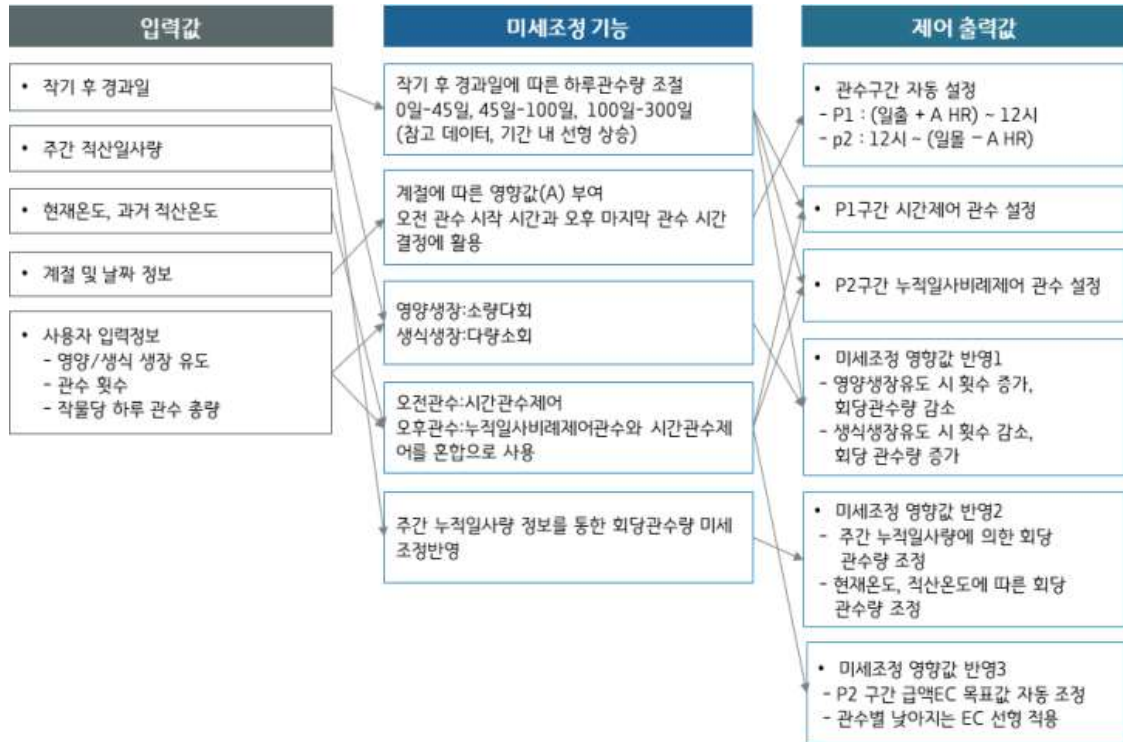 입력값
• 작기 후 경과일
• 주간 적산일사량
• 현재온도, 과거 적산온도
• 계절 및 날짜 정보
• 사용자 입력정보
- 영양/생식 생장 유도
- 관수 횟수
- 작물당 하루 관수 총량
미세조정 기능
작기 후 경과일에 따른 하루관수량 조절
0일-45일, 45일-100일, 100일-300일
(참고 데이터, 기간 내 선형 상승)
계절에 따른 영향값(A) 부여
오전 관수 시작 시간과 오후 마지막 관수 시간
결정에 활용
영양생장:소량다회
생식생장:다량소회
오전관수:시간관수제어
오후관수:누적일사비례제어관수와 시간관수제
어를 혼합으로 사용
주간 누적일사량 정보를 통한 회당관수량 미세
조정반영
제어 출력값
• 관수구간 자동 설정
- P1 : (일출 + A HR) ~ 12시
- p2 : 12시 ~ (일몰 - A HR)
• P1구간 시간제어 관수 설정
• P2구간 누적일사비례제어 관수 설정
• 미세조정 영향값 반영1
- 영양생장유도 시 횟수 증가,
회당관수량 감소
- 생식생장유도 시 횟수 감소,
회당 관수량 증가
• 미세조정 영향값 반영2
- 주간 누적일사량에 의한 회당
관수량 조정
- 현재온도, 적산온도에 따른 회당
관수량 조정
• 미세조정 영향값 반영3
- P2 구간 급액EC 목표값 자동 조정
- 관수별 낮아지는 EC 선형 적용